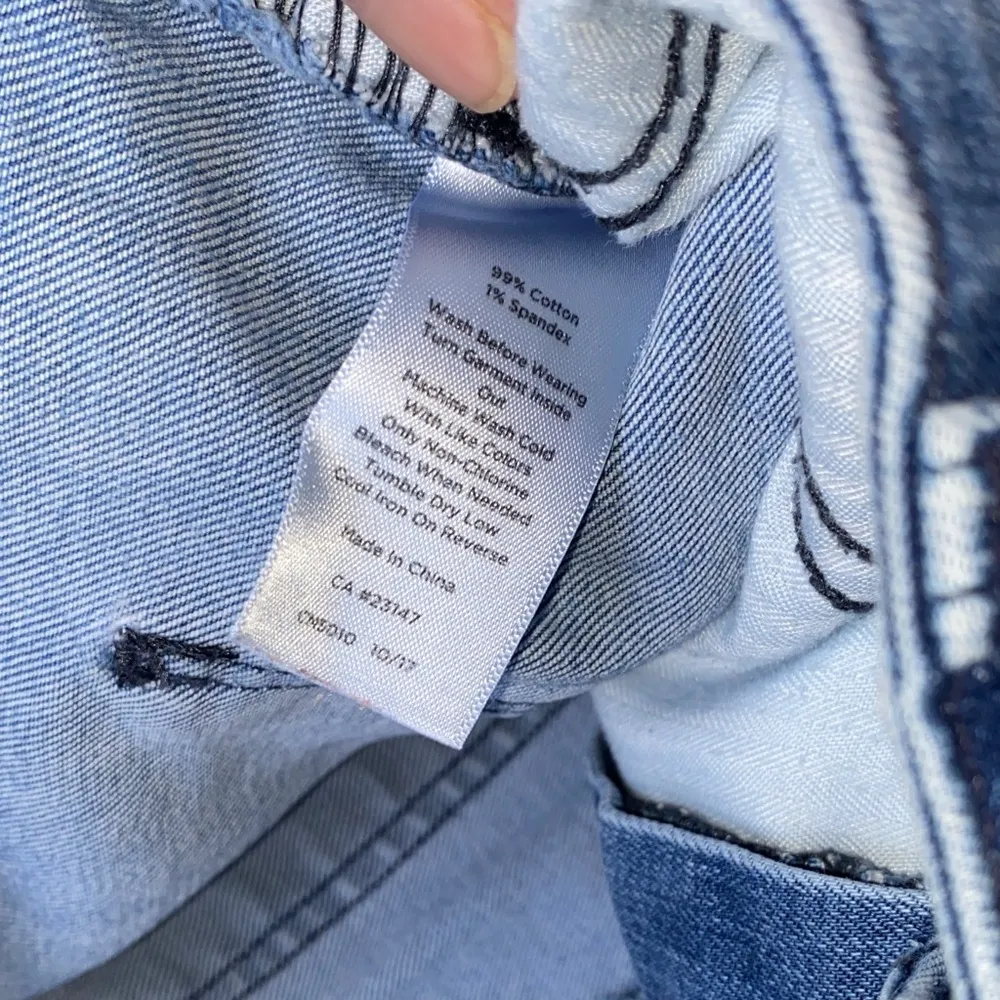 99% Cotton
1% Spandex
Wash Before Wearing
Turn Garment Inside
Out
Machine Wash Cold
With Like Colors
Only Non-Chlorine
Bleach When Needed
Tumble Dry Low
Cool Iron On Reverse
Made In China
CA #23147
CN5010 10/17